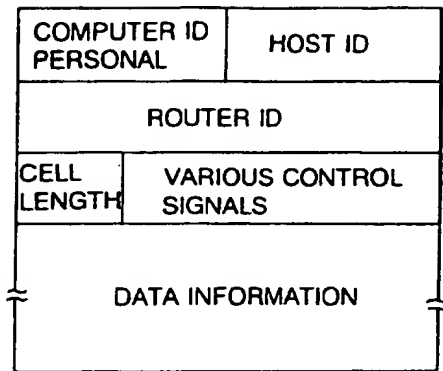 COMPUTER ID
PERSONAL
HOST ID
ROUTER ID
CELL
LENGTH
VARIOUS CONTROL
SIGNALS
DATA INFORMATION